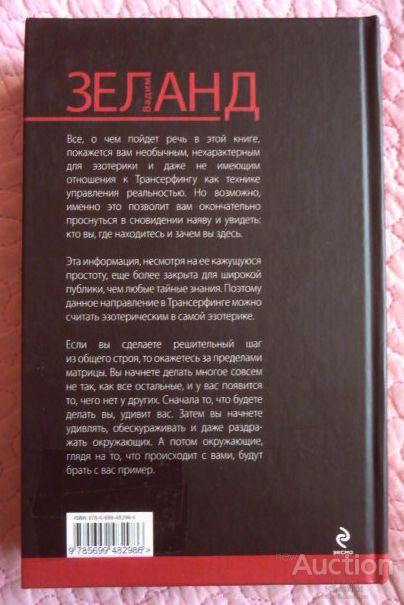 ЗЕЛАНД
Вадим
Все, о чем пойдет речь в этой книге,
покажется вам необычным, нехарактерным
для эзотерики и даже не имеющим
отношения к Трансерфингу как технике
управления реальностью. Но возможно,
именно это позволит вам окончательно
проснуться в сновидении наяву и увидеть:
кто вы, где находитесь и зачем вы здесь.
Эта информация, несмотря на ее кажущуюся
простоту, еще более закрыта для широкой
публики, чем любые тайные знания. Поэтому
данное направление в Трансерфинге можно
считать эзотерическим в самой эзотерике.
Если вы сделаете решительный шаг
из общего строя, то окажетесь за пределами
матрицы. Вы начнете делать многое совсем
не так, как все остальные, и у вас появится
то, чего нет у других. Сначала то, что будете
делать вы, удивит вас. Затем вы начнете
удивлять, обескураживать и даже раздра-
жать окружающих. А потом окружающие,
глядя на то, что происходит с вами, будут
брать с вас пример.
ISBN 978-5-699-48298-6
9 785699 482986 >
ЭКСМО
Auction